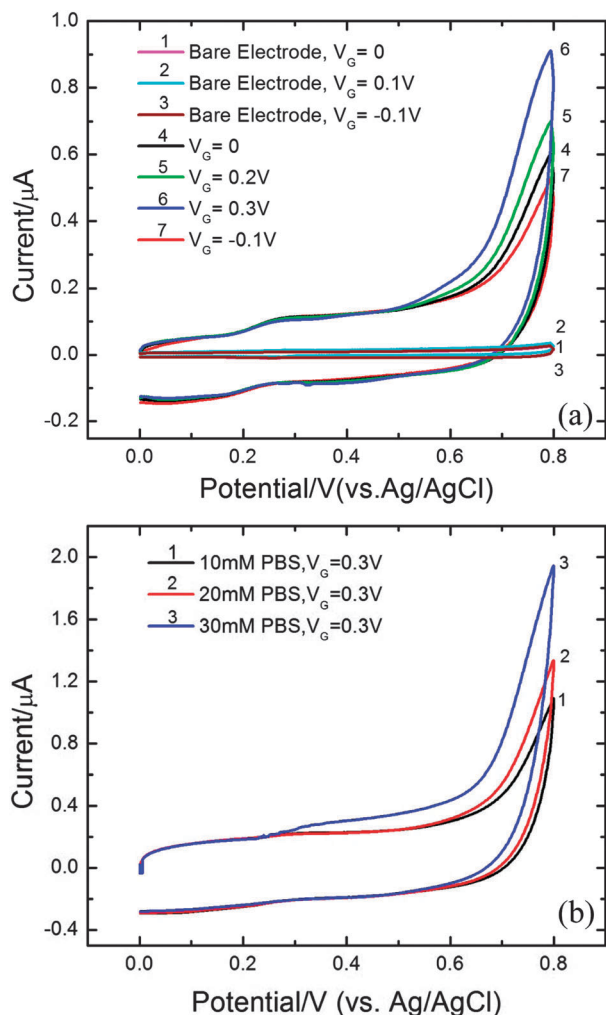 1 Bare Electrode, VG= 0
2 Bare Electrode, VG= 0.1V
3 Bare Electrode, VG= -0.1V
4 VG= 0
5 VG= 0.2V
6 VG= 0.3V
7 VG= -0.1V
6
5
4
7
2
1
3
1.0
0.8
0.6
0.4
0.2
0.0
-0.2
Current/μA
0.0 0.2 0.4 0.6 0.8
(a)
Potential/V(vs.Ag/AgCl)
1 10mM PBS,VG=0.3V
2 20mM PBS,VG=0.3V
3 30mM PBS,VG=0.3V
3
2
1
2.0
1.6
1.2
0.8
0.4
0.0
-0.4
Current/μA
0.0 0.2 0.4 0.6 0.8
(b)
Potential/V (vs. Ag/AgCl)